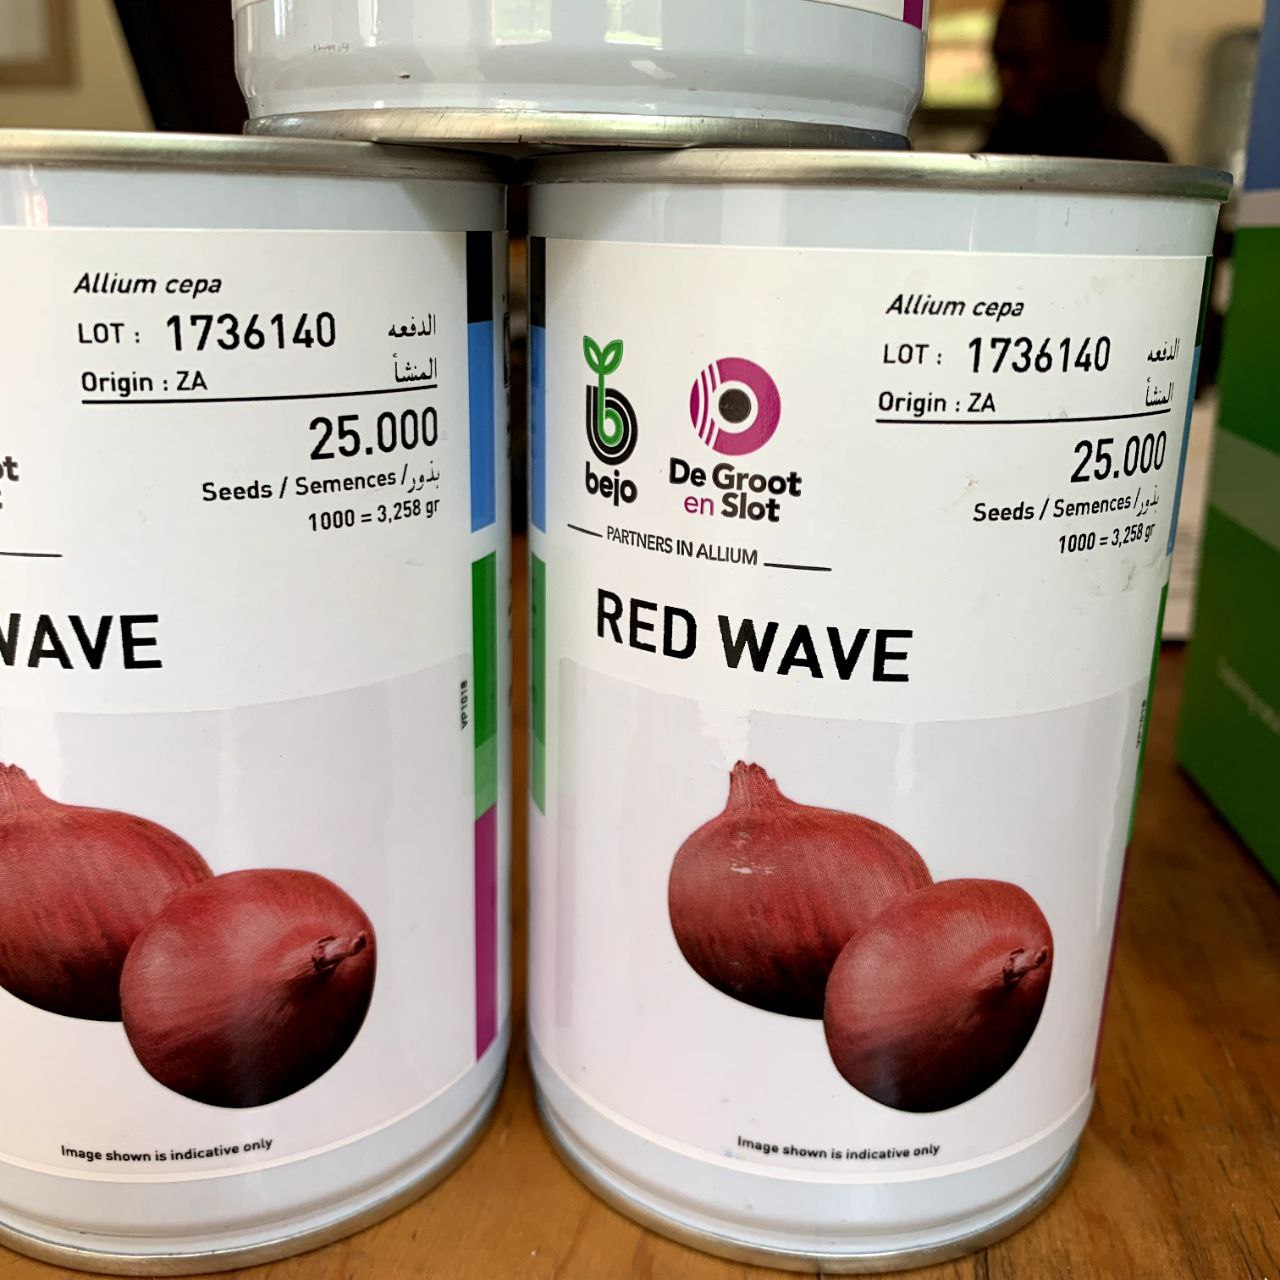 Allium cepa
LOT : 1736140 الدفعه
Origin : ZA المنشأ
25.000
Seeds / Semences / بذور
1000 = 3,258 gr
WAVE
VP1018
Image shown is indicative only
Allium cepa
LOT : 1736140 الدفعه
Origin : ZA المنشأ
25.000
Seeds / Semences / بذور
1000 = 3,258 gr
bejo
De Groot
en Slot
PARTNERS IN ALLIUM
RED WAVE
VP1018
Image shown is indicative only